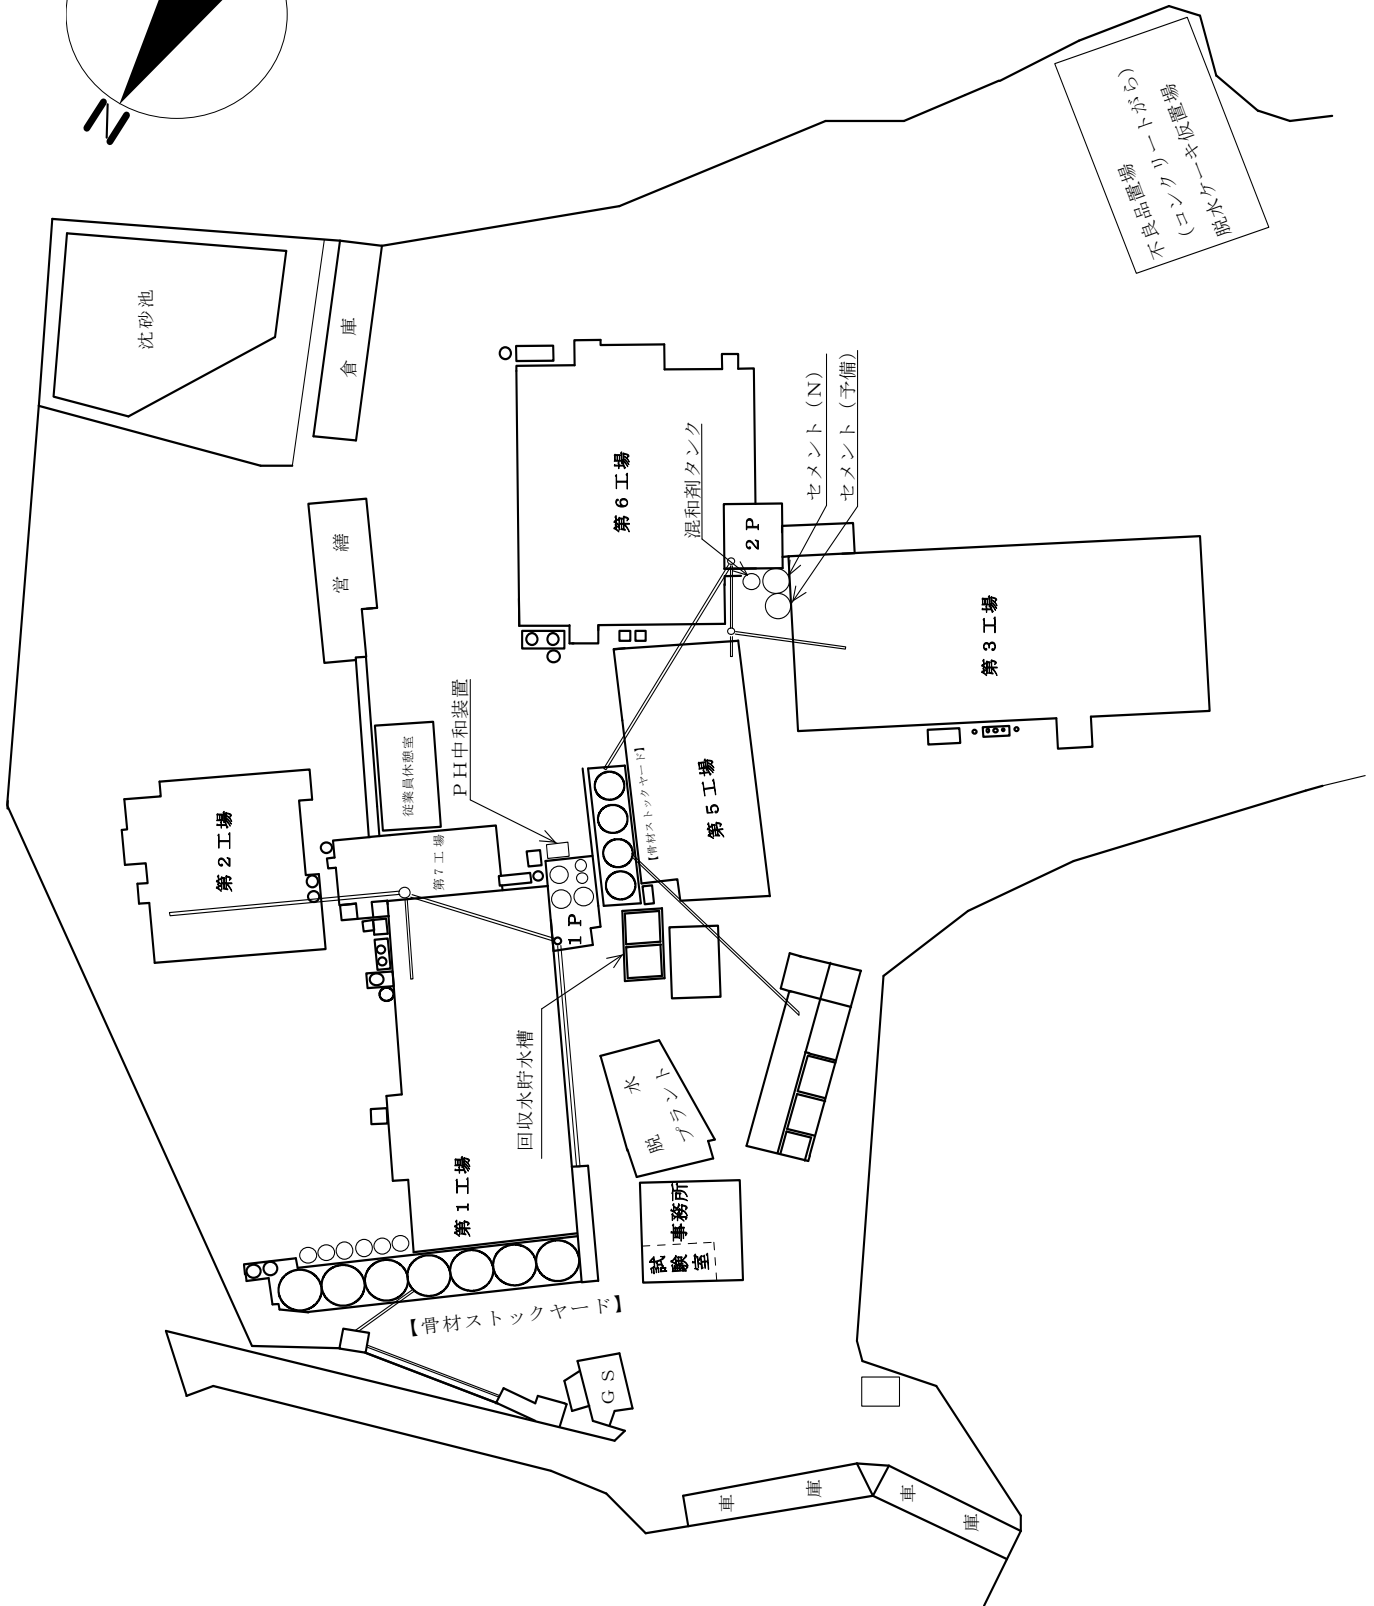 N
沈砂池
倉庫
営繕
不良品置場
(コンクリートがら)
脱水ケーキ仮置場
第6工場
混和剤タンク
2P
セメント(N)
セメント(予備)
第3工場
第2工場
従業員休憩室
第7工場
PH中和装置
【骨材ストックヤード】
第5工場
1P
回収水貯水槽
第1工場
脱水
プラント
事務所
試験室
【骨材ストックヤード】
GS
車庫
車庫